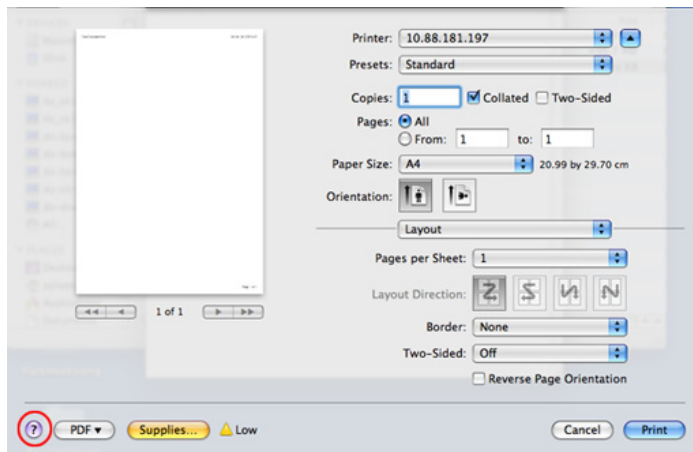 Printer: 10.88.181.197
Presets: Standard
Copies: 1 Collated Two-Sided
Pages: All
From: 1 to: 1
Paper Size: A4 20.99 by 29.70 cm
Orientation:
Layout
Pages per Sheet: 1
Layout Direction:
Border: None
Two-Sided: Off
Reverse Page Orientation
1 of 1
? PDF Supplies... Low Cancel Print